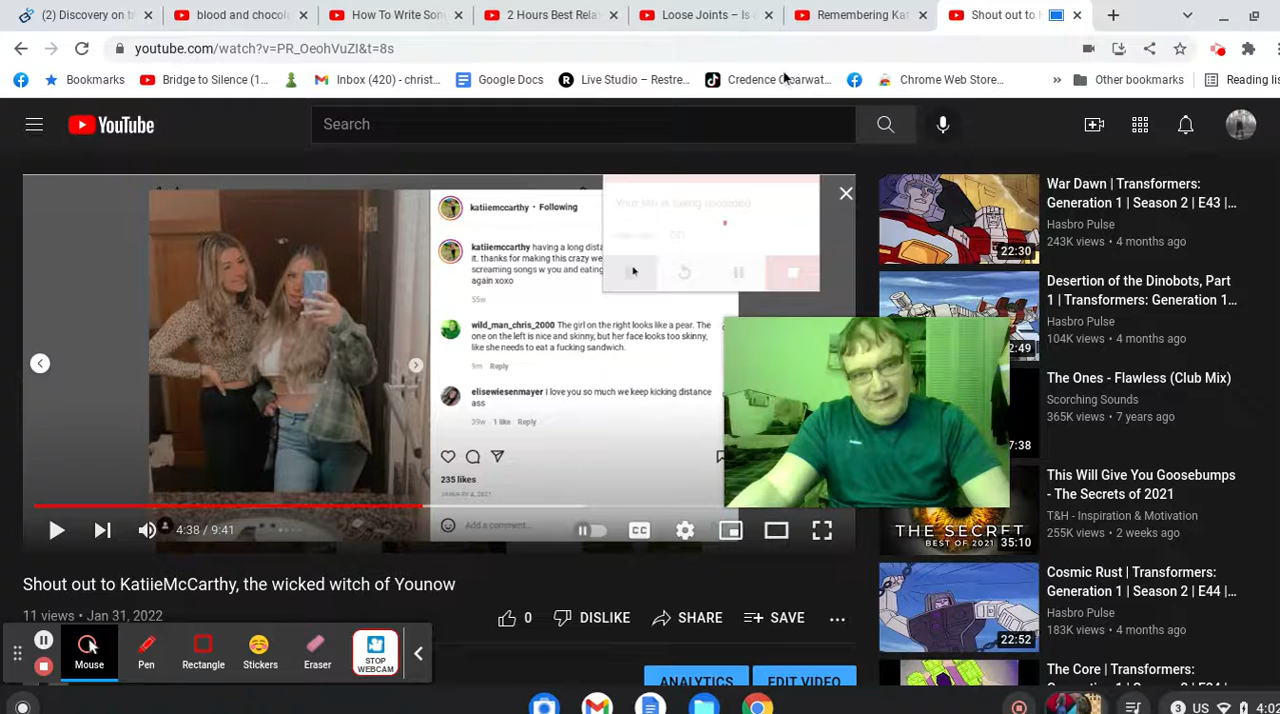 (2) Discovery on t
blood and chocol
How To Write Son
2 Hours Best Rela
Loose Joints – Is
Remembering Kat
Shout out to
youtube.com/watch?v=PR_OeohVuZI&t=8s
Bookmarks
Bridge to Silence (1...
Inbox (420) - christ...
Google Docs
Live Studio – Restre...
Credence Clearwat...
Chrome Web Store...
»
Other bookmarks
Reading list
YouTube
Search
katiiemccarthy • Following
katiiemccarthy having a long dista
it. thanks for making this crazy we
screaming songs w you and eating
again xoxo
55w
wild_man_chris_2000 The girl on the right looks like a pear. The
one on the left is nice and skinny, but her face looks too skinny,
like she needs to eat a fucking sandwich.
9m Reply
elisewiesenmayer I love you so much we keep kicking distance
ass
39w 1 like Reply
235 likes
JANUARY 4, 2021
Add a comment...
4:38 / 9:41
CC
Shout out to KatiieMcCarthy, the wicked witch of Younow
11 views • Jan 31, 2022
0
DISLIKE
SHARE
SAVE
ANALYTICS
EDIT VIDEO
Mouse
Pen
Rectangle
Stickers
Eraser
STOP
WEBCAM
War Dawn | Transformers:
Generation 1 | Season 2 | E43 |...
Hasbro Pulse
243K views • 4 months ago
22:30
Desertion of the Dinobots, Part
1 | Transformers: Generation 1...
Hasbro Pulse
104K views • 4 months ago
2:49
The Ones - Flawless (Club Mix)
Scorching Sounds
365K views • 7 years ago
7:38
This Will Give You Goosebumps
- The Secrets of 2021
T&H - Inspiration & Motivation
255K views • 2 weeks ago
THE SECRET
BEST OF 2021
35:10
Cosmic Rust | Transformers:
Generation 1 | Season 2 | E44 |...
Hasbro Pulse
183K views • 4 months ago
22:52
The Core | Transformers:
3
US
4:02